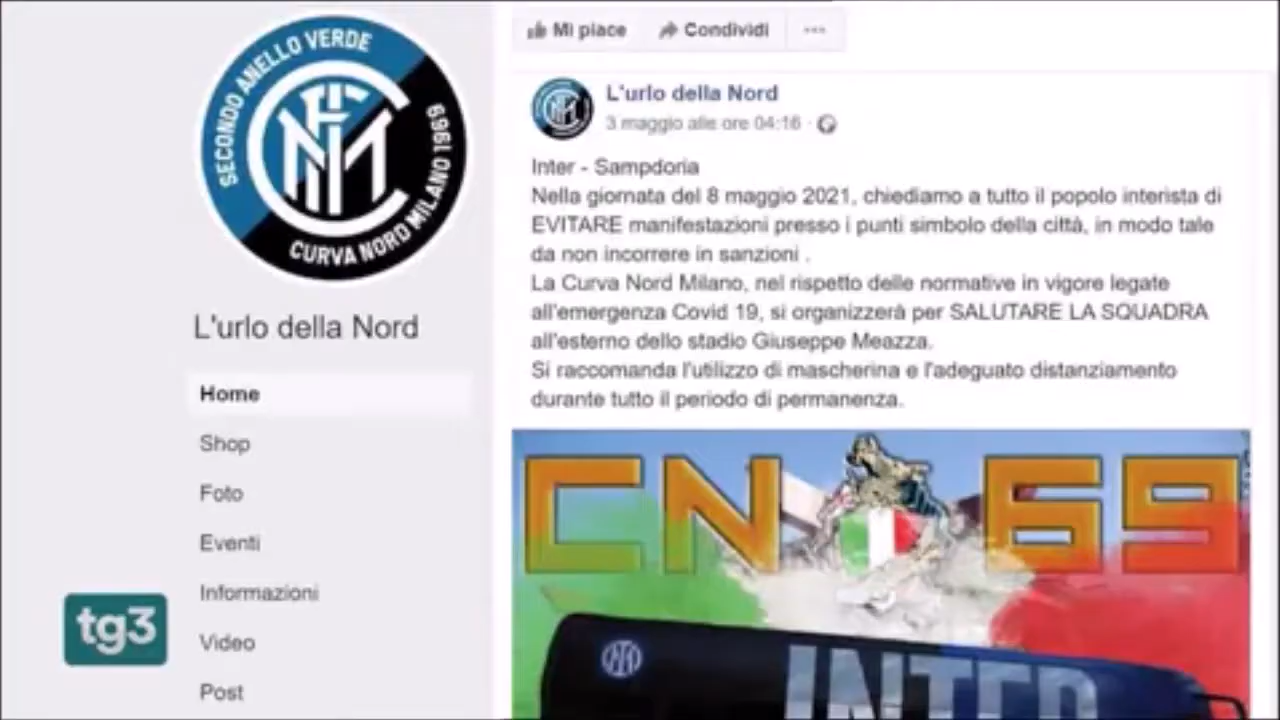 SECONDO ANELLO VERDE
CURVA NORD MILANO 1969
L'urlo della Nord
Home
Shop
Foto
Eventi
Informazioni
Video
Post
tg3
Mi piace
Condividi
...
L'urlo della Nord
3 maggio alle ore 04:16 ·
Inter - Sampdoria
Nella giornata del 8 maggio 2021, chiediamo a tutto il popolo interista di
EVITARE manifestazioni presso i punti simbolo della città, in modo tale
da non incorrere in sanzioni .
La Curva Nord Milano, nel rispetto delle normative in vigore legate
all'emergenza Covid 19, si organizzerà per SALUTARE LA SQUADRA
all'esterno dello stadio Giuseppe Meazza.
Si raccomanda l'utilizzo di mascherina e l'adeguato distanziamento
durante tutto il periodo di permanenza.
CN 69
INTER